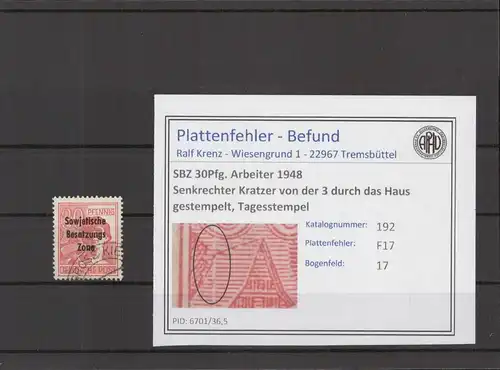 PFENNIG
Sowjetische
Besatzungs
Zone
Plattenfehler - Befund
Ralf Krenz - Wiesengrund 1 - 22967 Tremsbüttel
SBZ 30Pfg. Arbeiter 1948
Senkrechter Kratzer von der 3 durch das Haus
gestempelt, Tagesstempel
Katalognummer: 192
Plattenfehler: F17
Bogenfeld: 17
PID: 6701/36,5